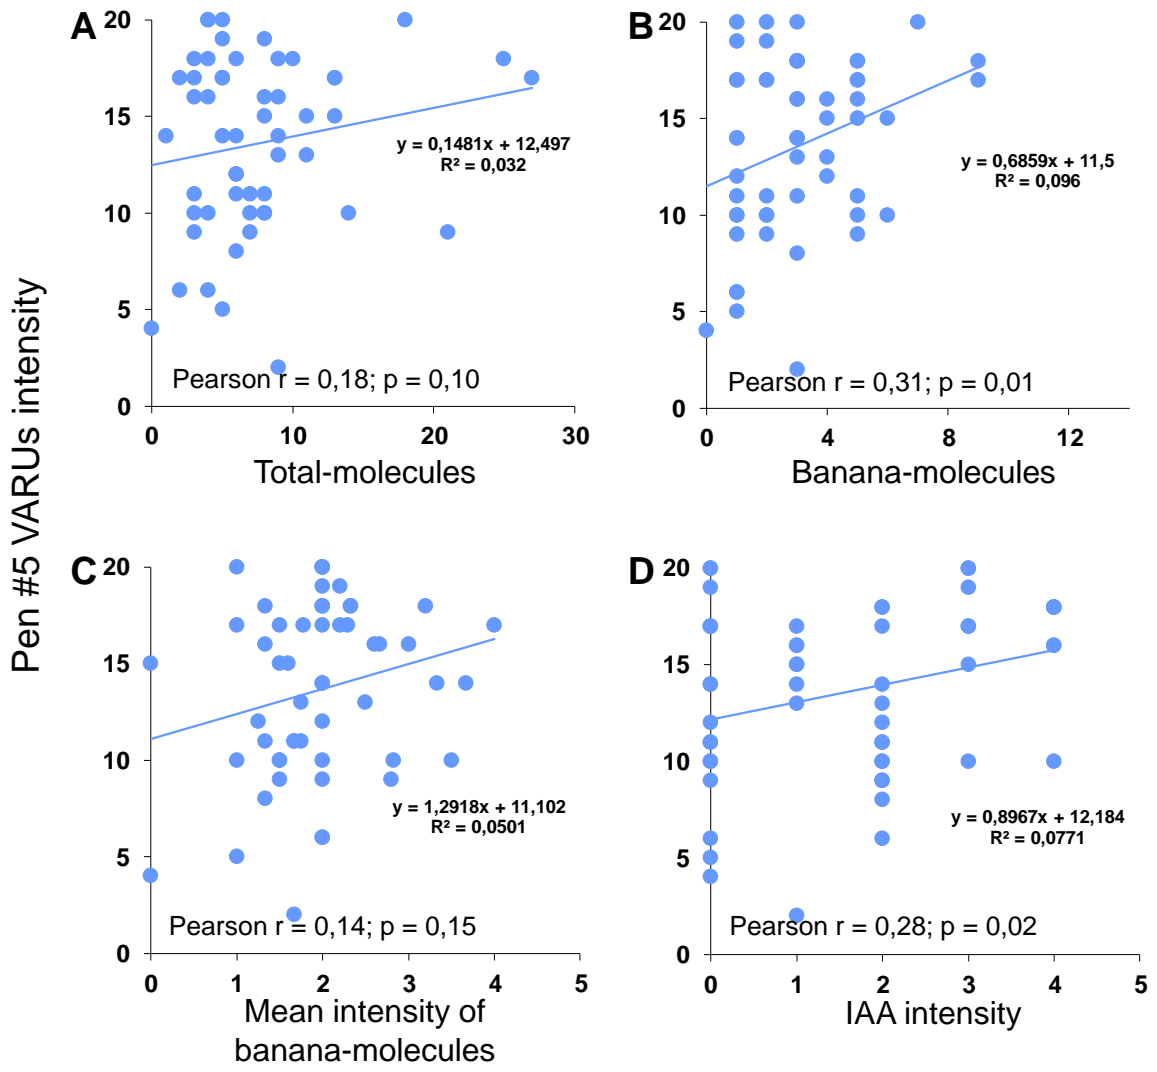 Pen #5 VARUs intensity
A
20
15
10
5
0
y = 0,1481x + 12,497
R² = 0,032
Pearson r = 0,18; p = 0,10
0 10 20 30
Total-molecules
B
20
15
10
5
0
y = 0,6859x + 11,5
R² = 0,096
Pearson r = 0,31; p = 0,01
0 4 8 12
Banana-molecules
C
20
15
10
5
0
y = 1,2918x + 11,102
R² = 0,0501
Pearson r = 0,14; p = 0,15
0 1 2 3 4 5
Mean intensity of
banana-molecules
D
20
15
10
5
0
y = 0,8967x + 12,184
R² = 0,0771
Pearson r = 0,28; p = 0,02
0 1 2 3 4 5
IAA intensity